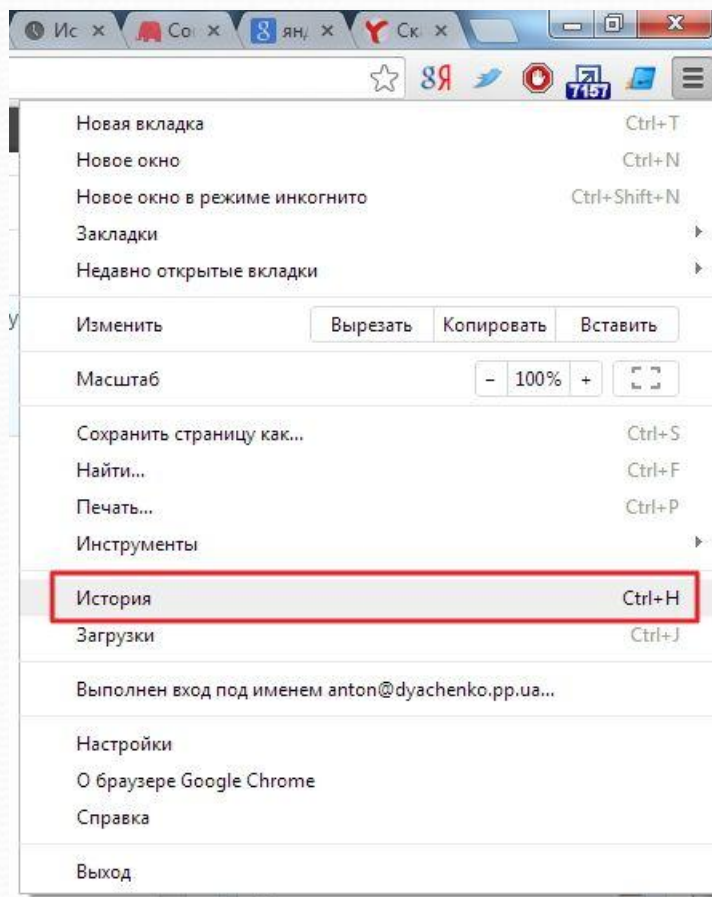 Ис
Со
ян
Ск
8Я
7157
Новая вкладка Ctrl+T
Новое окно Ctrl+N
Новое окно в режиме инкогнито Ctrl+Shift+N
Закладки
Недавно открытые вкладки
у
Изменить Вырезать Копировать Вставить
Масштаб - 100% +
Сохранить страницу как... Ctrl+S
Найти... Ctrl+F
Печать... Ctrl+P
Инструменты
История Ctrl+H
Загрузки Ctrl+J
Выполнен вход под именем anton@dyachenko.pp.ua...
Настройки
О браузере Google Chrome
Справка
Выход